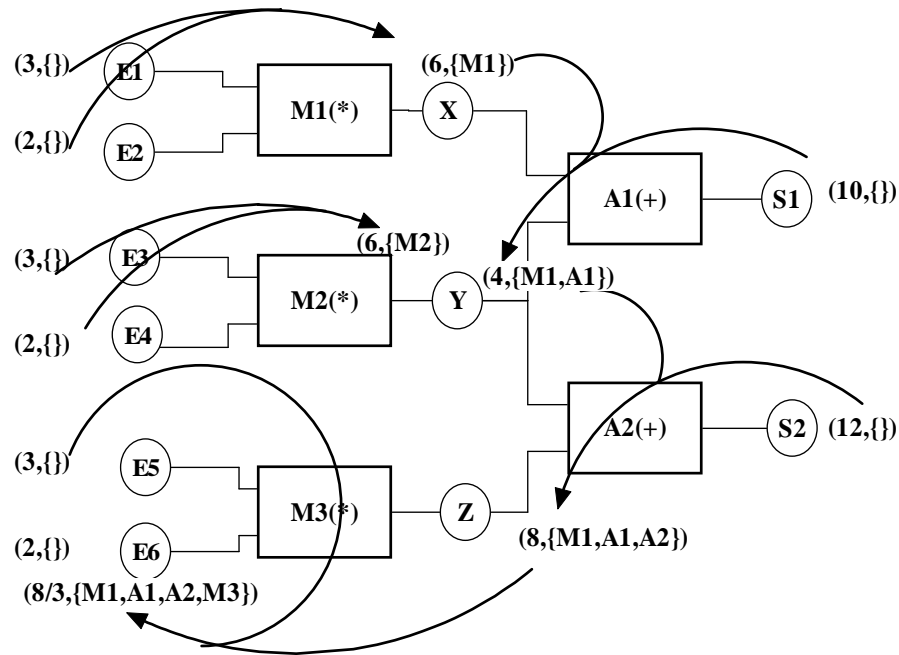 (3,{})
E1
(6,{M1})
M1(*)
X
(2,{})
E2
A1(+)
S1
(10,{})
(3,{})
E3
(6,{M2})
(4,{M1,A1})
M2(*)
Y
(2,{})
E4
A2(+)
S2
(12,{})
(3,{})
E5
M3(*)
Z
(8,{M1,A1,A2})
(2,{})
E6
(8/3,{M1,A1,A2,M3})